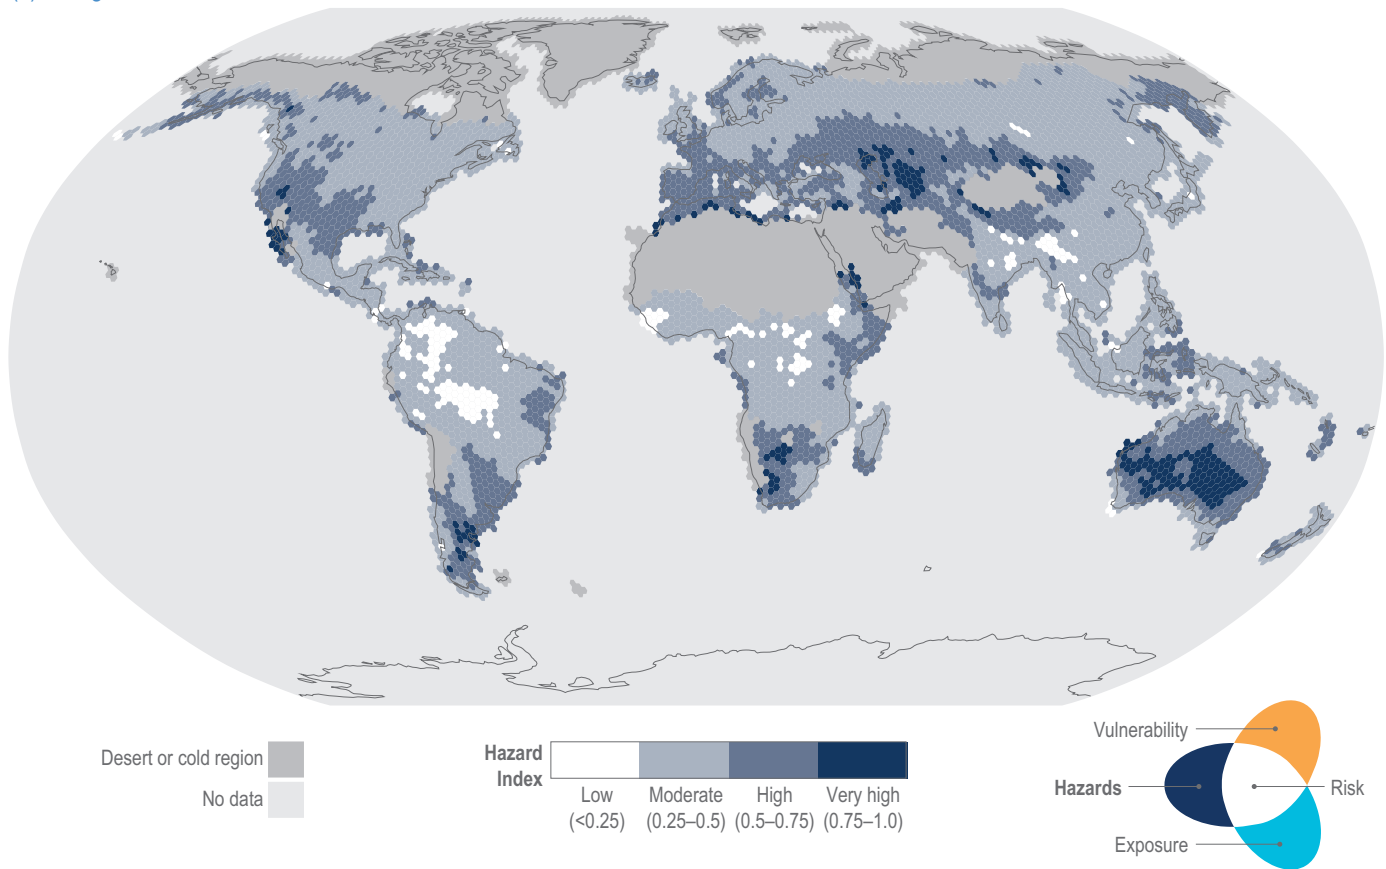 Desert or cold region
No data
Hazard
Index
Low
(<0.25)
Moderate
(0.25–0.5)
High
(0.5–0.75)
Very high
(0.75–1.0)
Vulnerability
Hazards
Risk
Exposure